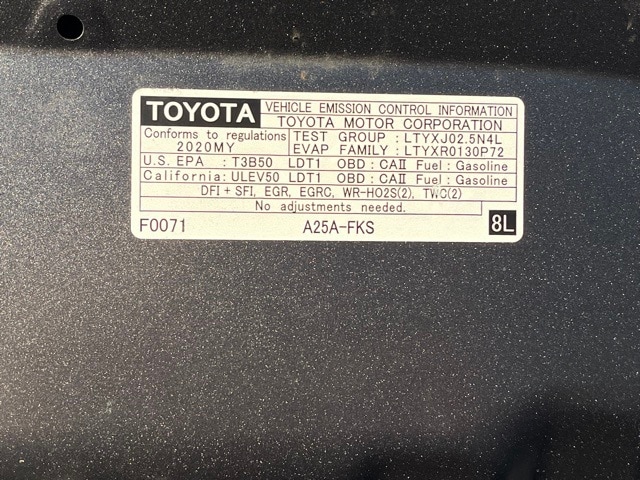 TOYOTA VEHICLE EMISSION CONTROL INFORMATION
TOYOTA MOTOR CORPORATION
Conforms to regulations TEST GROUP : LTYXJ02.5N4L
2020MY EVAP FAMILY : LTYXR0130P72
U.S. EPA : T3B50 LDT1 OBD : CAII Fuel : Gasoline
California: ULEV50 LDT1 OBD : CAII Fuel : Gasoline
DFI + SFI, EGR, EGRC, WR-HO2S(2), TWC(2)
No adjustments needed.
F0071 A25A-FKS 8L